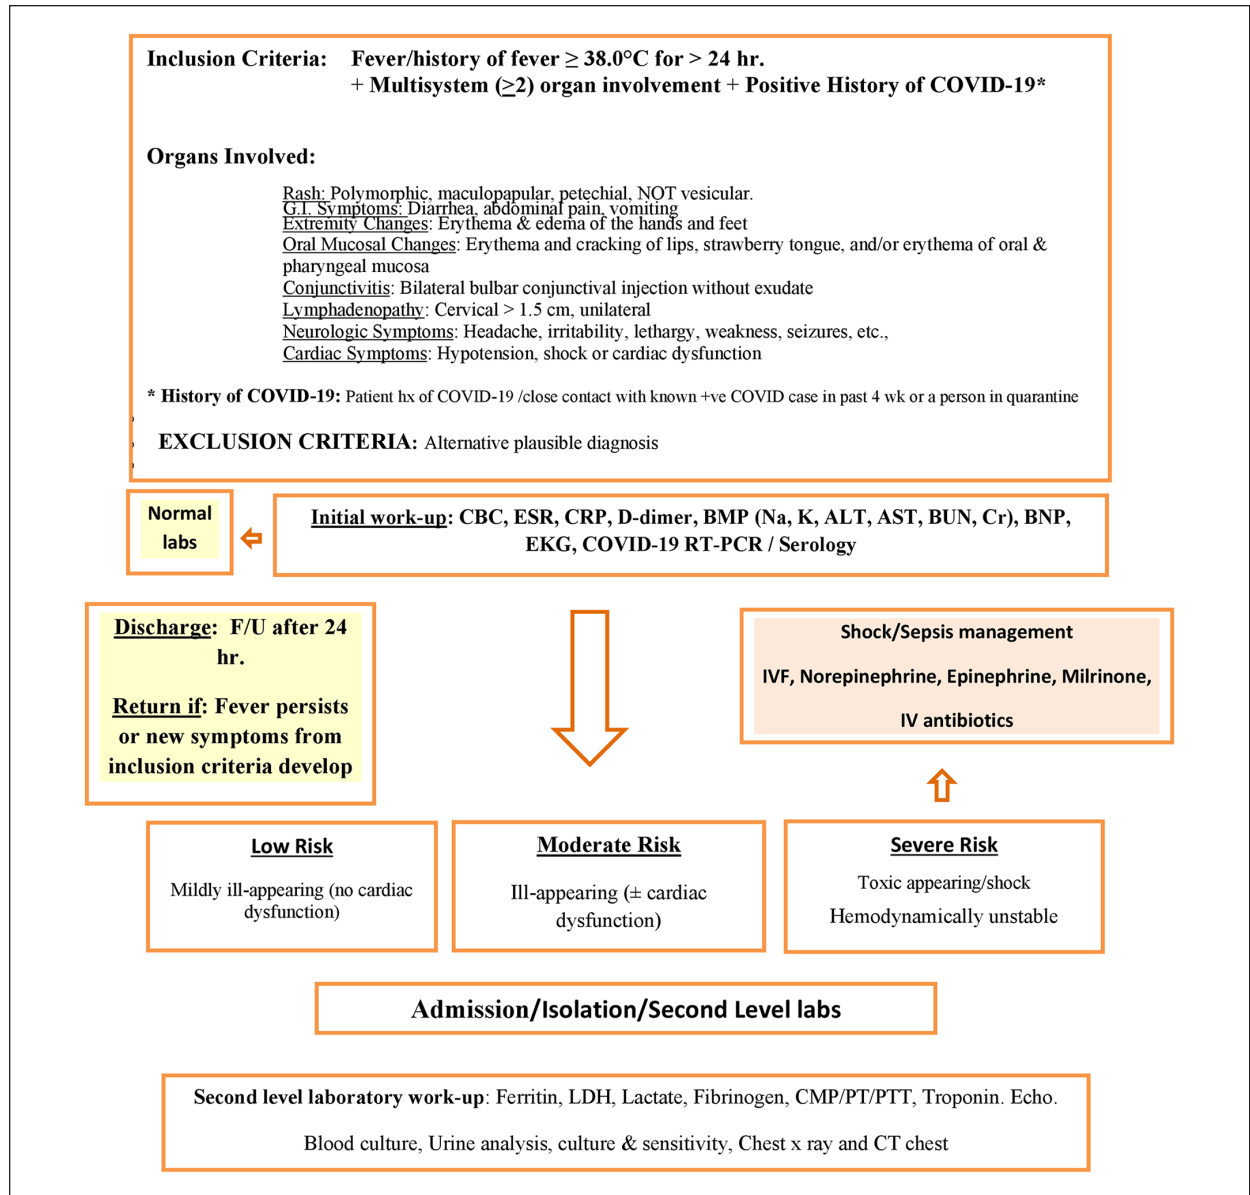 Inclusion Criteria: Fever/history of fever ≥ 38.0°C for > 24 hr.
+ Multisystem (≥2) organ involvement + Positive History of COVID-19*
Organs Involved:
Rash: Polymorphic, maculopapular, petechial, NOT vesicular.
G.I. Symptoms: Diarrhea, abdominal pain, vomiting
Extremity Changes: Erythema & edema of the hands and feet
Oral Mucosal Changes: Erythema and cracking of lips, strawberry tongue, and/or erythema of oral &
pharyngeal mucosa
Conjunctivitis: Bilateral bulbar conjunctival injection without exudate
Lymphadenopathy: Cervical > 1.5 cm, unilateral
Neurologic Symptoms: Headache, irritability, lethargy, weakness, seizures, etc.,
Cardiac Symptoms: Hypotension, shock or cardiac dysfunction
* History of COVID-19: Patient hx of COVID-19 /close contact with known +ve COVID case in past 4 wk or a person in quarantine
EXCLUSION CRITERIA: Alternative plausible diagnosis
Normal
labs
Initial work-up: CBC, ESR, CRP, D-dimer, BMP (Na, K, ALT, AST, BUN, Cr), BNP,
EKG, COVID-19 RT-PCR / Serology
Discharge: F/U after 24
hr.
Return if: Fever persists
or new symptoms from
inclusion criteria develop
Shock/Sepsis management
IVF, Norepinephrine, Epinephrine, Milrinone,
IV antibiotics
Low Risk
Mildly ill-appearing (no cardiac
dysfunction)
Moderate Risk
Ill-appearing (± cardiac
dysfunction)
Severe Risk
Toxic appearing/shock
Hemodynamically unstable
Admission/Isolation/Second Level labs
Second level laboratory work-up: Ferritin, LDH, Lactate, Fibrinogen, CMP/PT/PTT, Troponin. Echo.
Blood culture, Urine analysis, culture & sensitivity, Chest x ray and CT chest